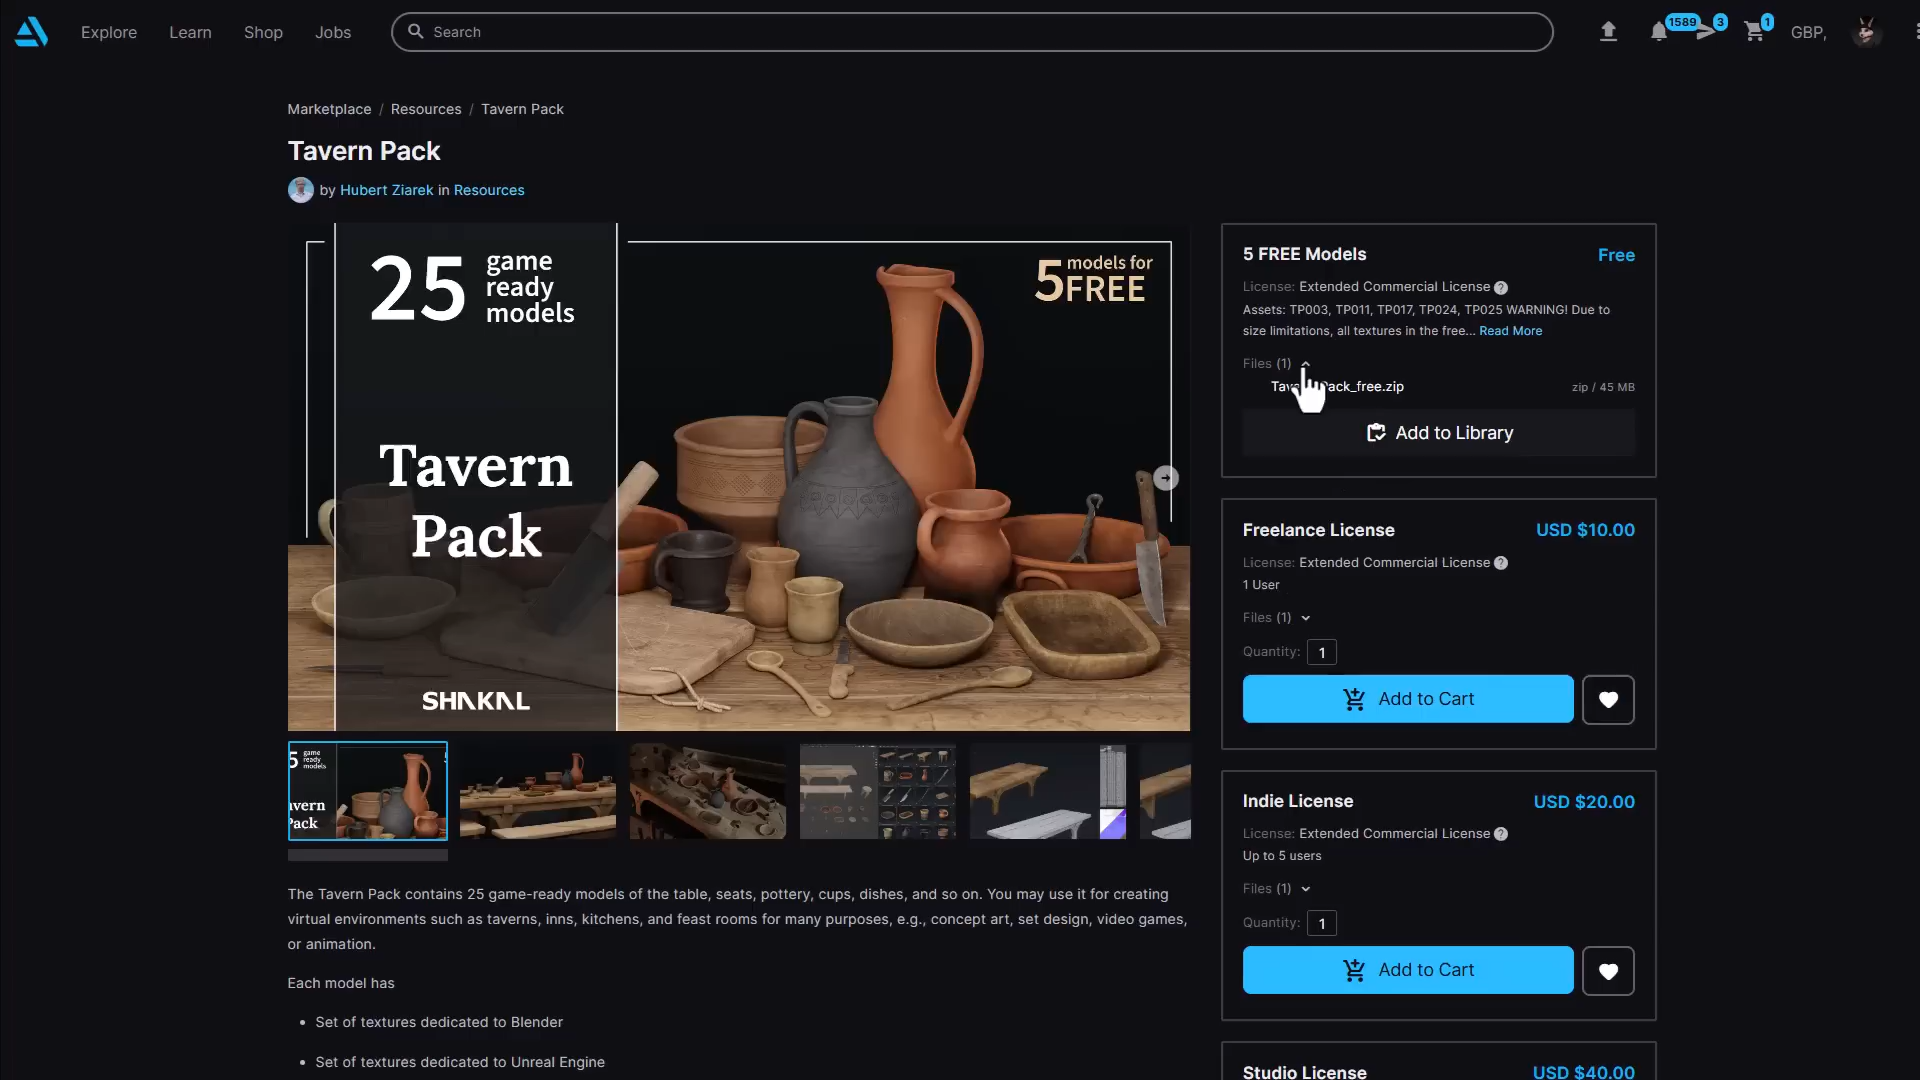 Explore
Learn
Shop
Jobs
Search
1589
3
1
GBP,
Marketplace / Resources / Tavern Pack
Tavern Pack
by Hubert Ziarek in Resources
25 game ready models
5 models for FREE
Tavern
Pack
SHAKAL
5 FREE Models
Free
License: Extended Commercial License ?
Assets: TP003, TP011, TP017, TP024, TP025 WARNING! Due to
size limitations, all textures in the free... Read More
Files (1)
Pack_free.zip
zip / 45 MB
Add to Library
Freelance License
USD $10.00
License: Extended Commercial License ?
1 User
Files (1)
Quantity: 1
Add to Cart
Indie License
USD $20.00
License: Extended Commercial License ?
Up to 5 users
Files (1)
Quantity: 1
Add to Cart
Studio License
USD $40.00
5 game
ready
models
Pack
The Tavern Pack contains 25 game-ready models of the table, seats, pottery, cups, dishes, and so on. You may use it for creating
virtual environments such as taverns, inns, kitchens, and feast rooms for many purposes, e.g., concept art, set design, video games,
or animation.
Each model has
• Set of textures dedicated to Blender
• Set of textures dedicated to Unreal Engine